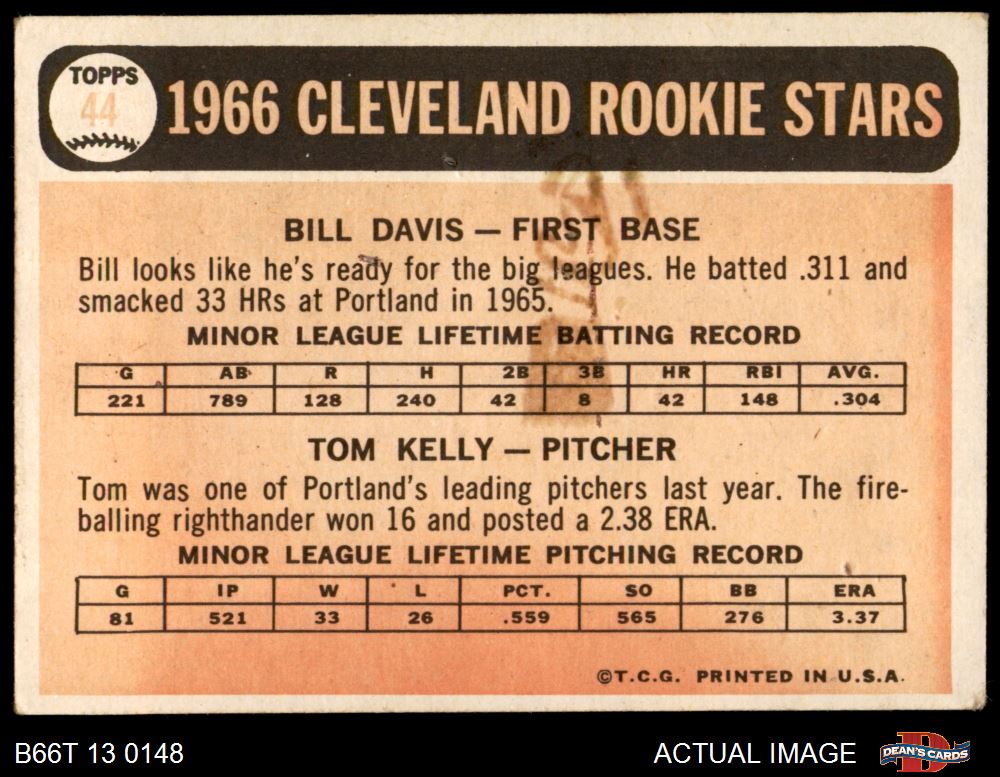 TOPPS
44
1966 CLEVELAND ROOKIE STARS
BILL DAVIS — FIRST BASE
Bill looks like he's ready for the big leagues. He batted .311 and
smacked 33 HRs at Portland in 1965.
MINOR LEAGUE LIFETIME BATTING RECORD
G AB R H 2B 3B HR RBI AVG.
221 789 128 240 42 8 42 148 .304
TOM KELLY — PITCHER
Tom was one of Portland's leading pitchers last year. The fire-
balling righthander won 16 and posted a 2.38 ERA.
MINOR LEAGUE LIFETIME PITCHING RECORD
G IP W L PCT. SO BB ERA
81 521 33 26 .559 565 276 3.37
©T.C.G. PRINTED IN U.S.A.
B66T 13 0148
ACTUAL IMAGE
DEAN'S CARDS